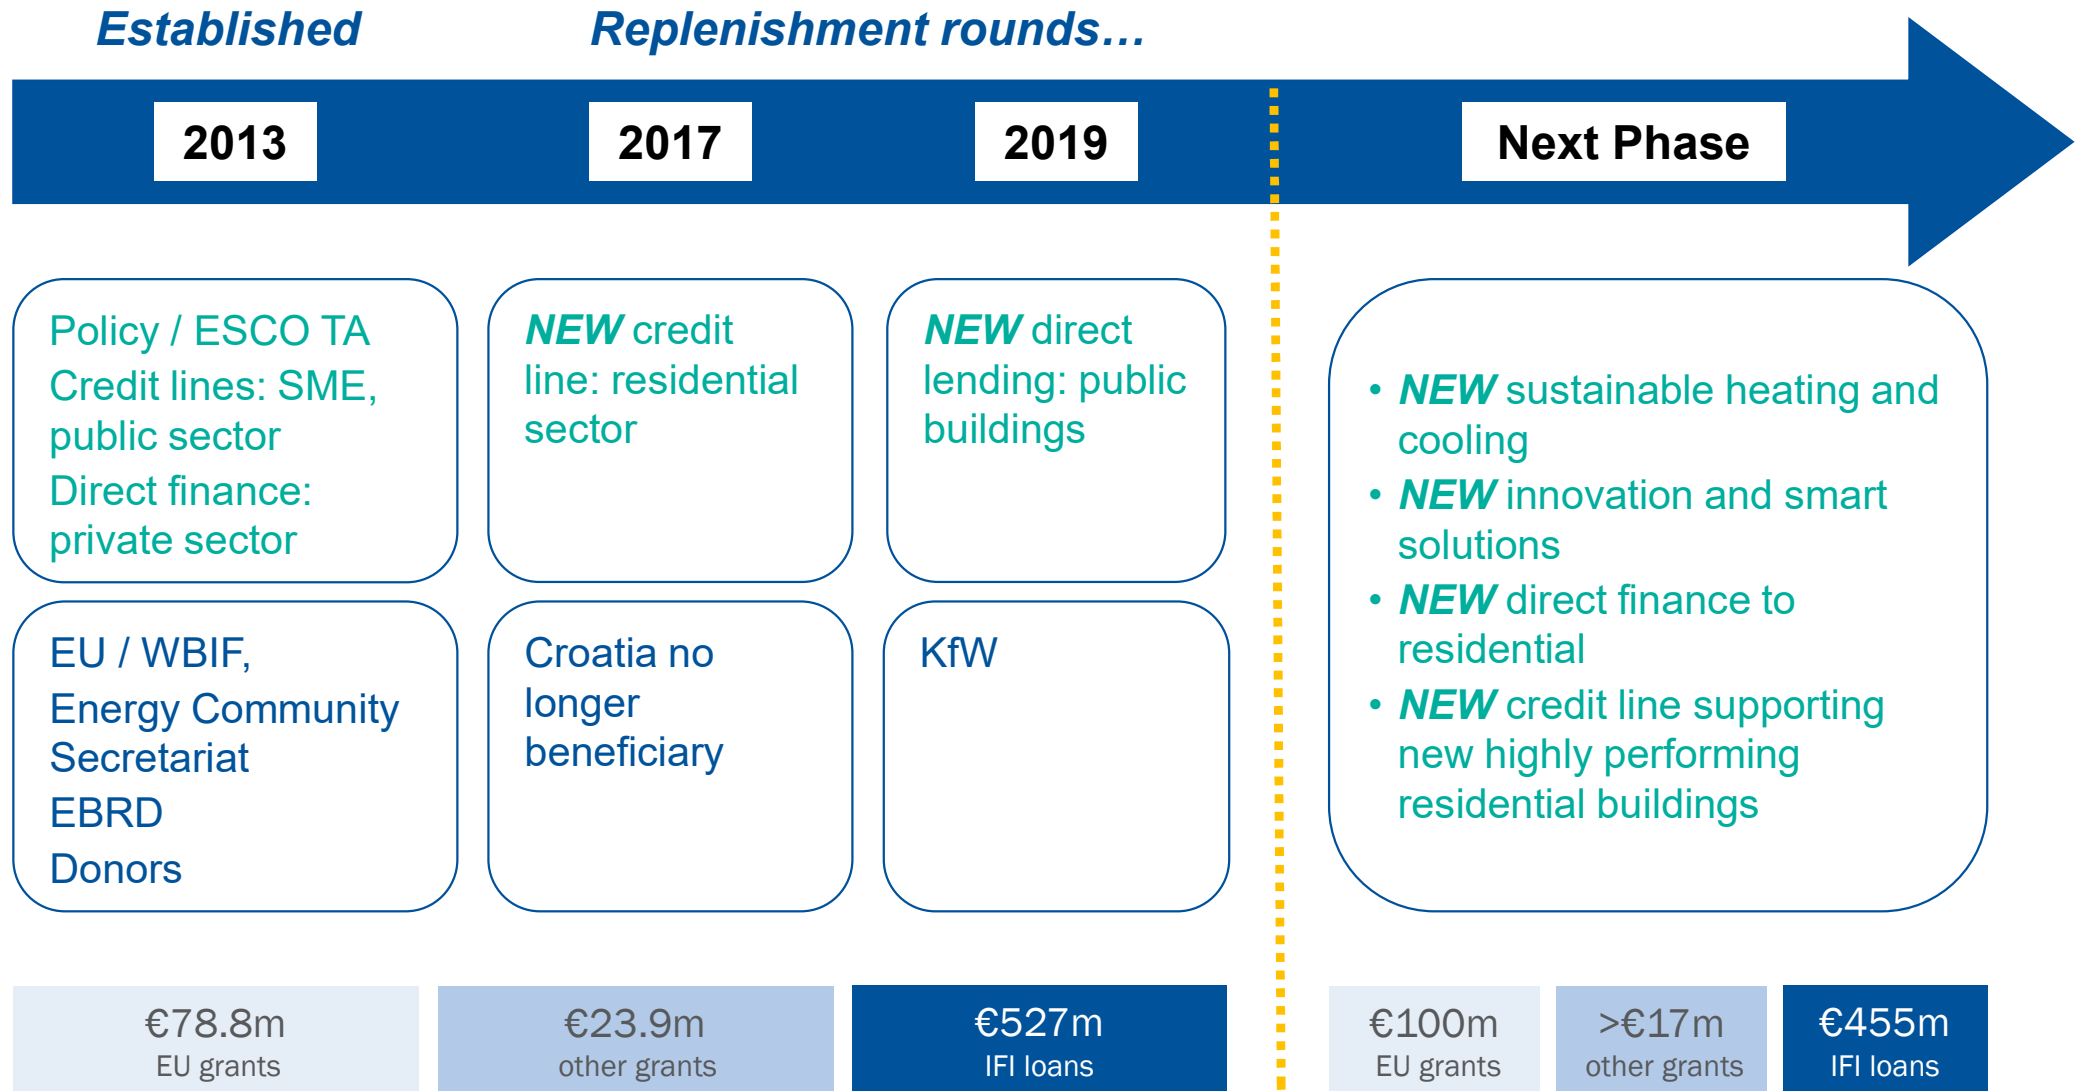 Established
Replenishment rounds…
2013
2017
2019
Next Phase
Policy / ESCO TA
Credit lines: SME,
public sector
Direct finance:
private sector
NEW credit
line: residential
sector
NEW direct
lending: public
buildings
EU / WBIF,
Energy Community
Secretariat
EBRD
Donors
Croatia no
longer
beneficiary
KfW
• NEW sustainable heating and
cooling
• NEW innovation and smart
solutions
• NEW direct finance to
residential
• NEW credit line supporting
new highly performing
residential buildings
€78.8m
EU grants
€23.9m
other grants
€527m
IFI loans
€100m
EU grants
>€17m
other grants
€455m
IFI loans